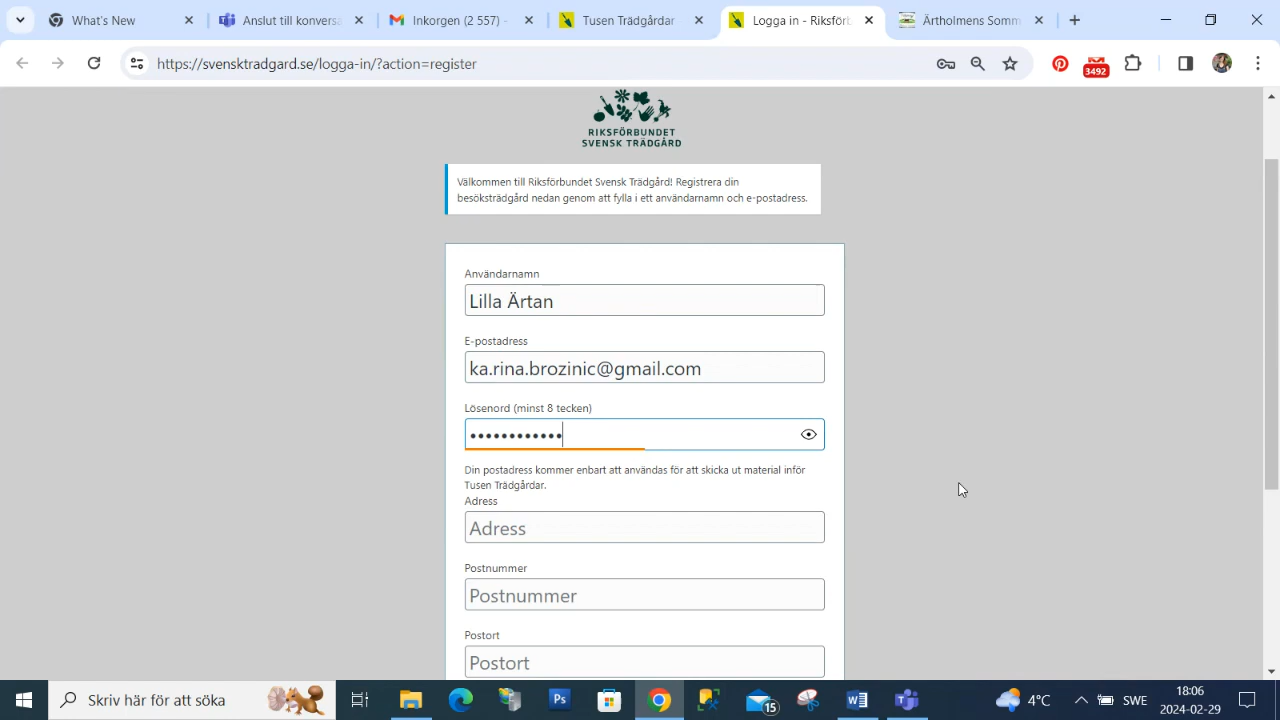 What's New
Anslut till konversa
Inkorgen (2 557) -
Tusen Trädgårdar
Logga in - Riksförb
Ärtholmens Somm
https://svensktradgard.se/logga-in/?action=register
3492
RIKSFÖRBUNDET
SVENSK TRÄDGÅRD
Välkommen till Riksförbundet Svensk Trädgård! Registrera din
besöksträdgård nedan genom att fylla i ett användarnamn och e-postadress.
Användarnamn
Lilla Ärtan
E-postadress
ka.rina.brozinic@gmail.com
Lösenord (minst 8 tecken)
••••••••••••
Din postadress kommer enbart att användas för att skicka ut material inför
Tusen Trädgårdar.
Adress
Adress
Postnummer
Postnummer
Postort
Postort
Skriv här för att söka
Ps
15
4°C
SWE
18:06
2024-02-29